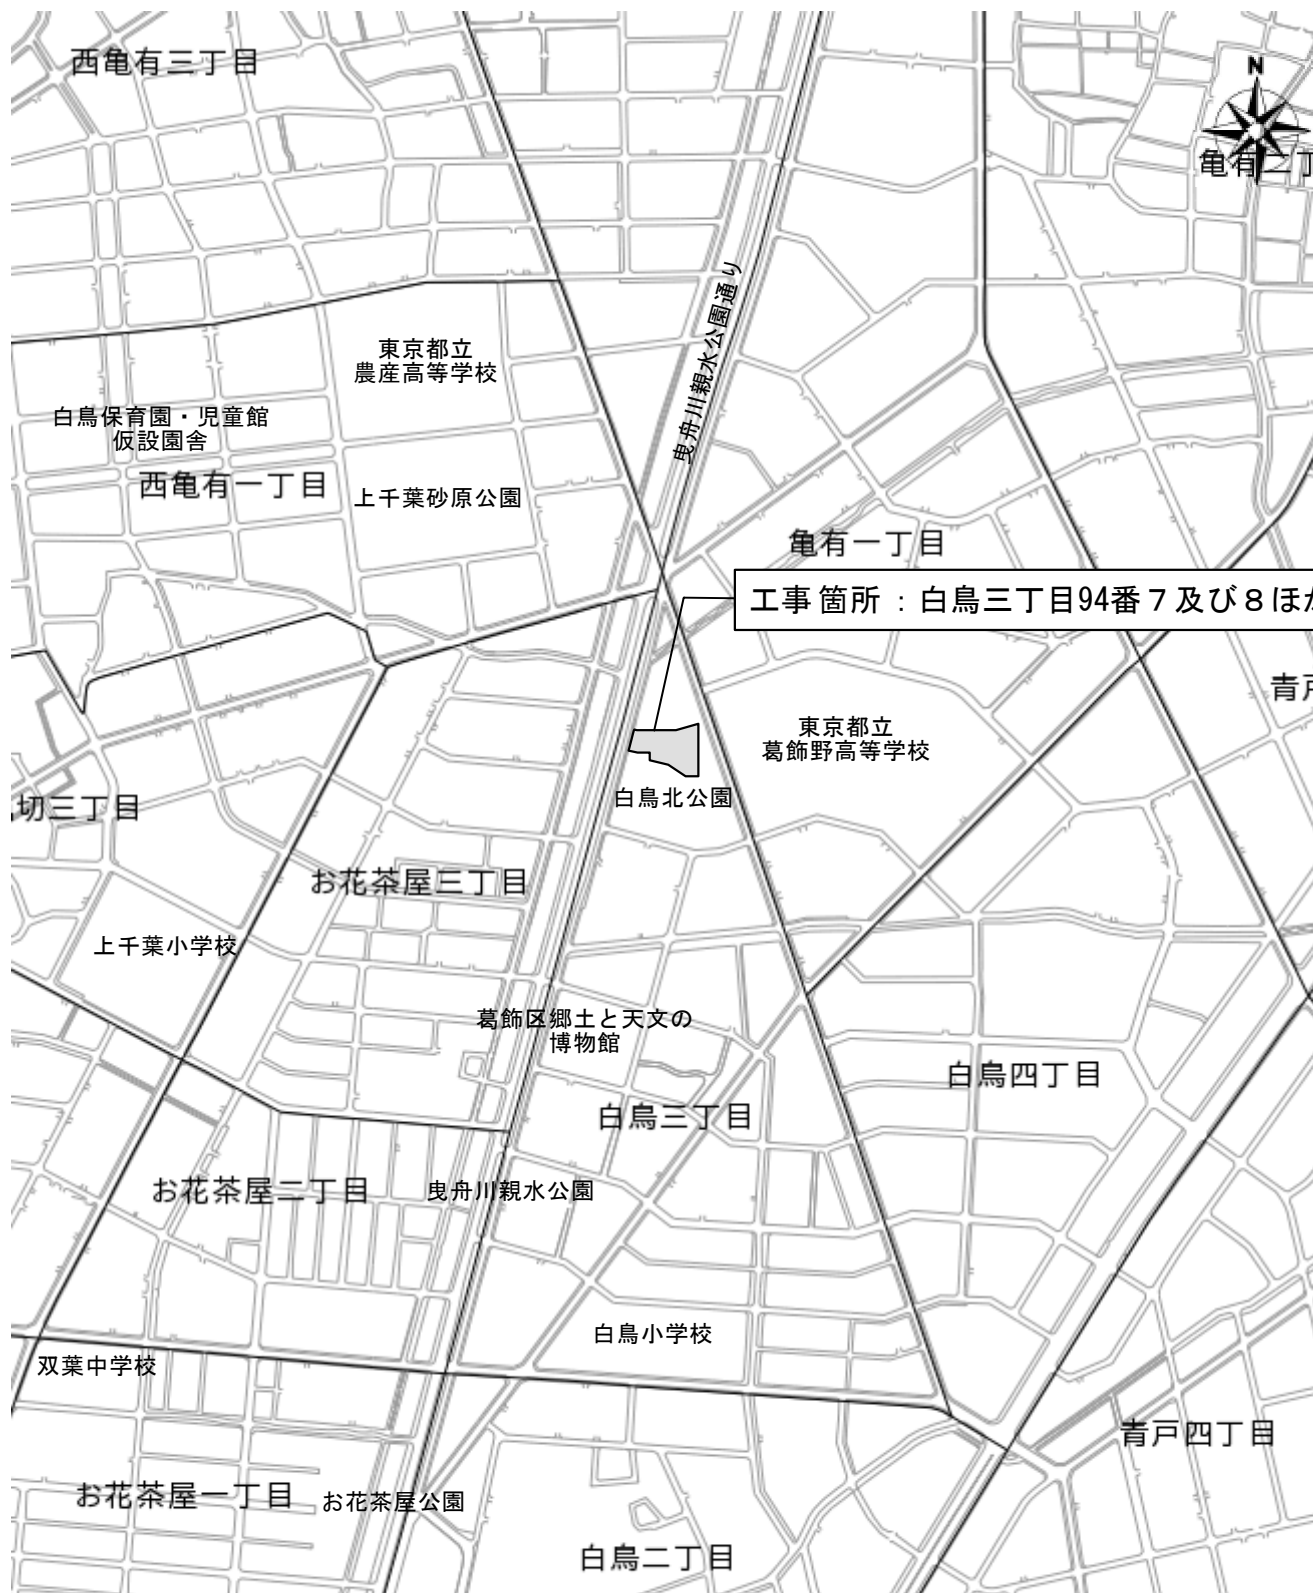 西亀有三丁目
N
亀有二丁
曳舟川親水公園通り
東京都立
農産高等学校
白鳥保育園・児童館
仮設園舎
西亀有一丁目
上千葉砂原公園
亀有一丁目
工事箇所：白鳥三丁目94番７及び８ほか
青戸
東京都立
葛飾野高等学校
白鳥北公園
切三丁目
お花茶屋三丁目
上千葉小学校
葛飾区郷土と天文の
博物館
白鳥四丁目
白鳥三丁目
お花茶屋二丁目
曳舟川親水公園
白鳥小学校
双葉中学校
青戸四丁目
お花茶屋一丁目
お花茶屋公園
白鳥二丁目